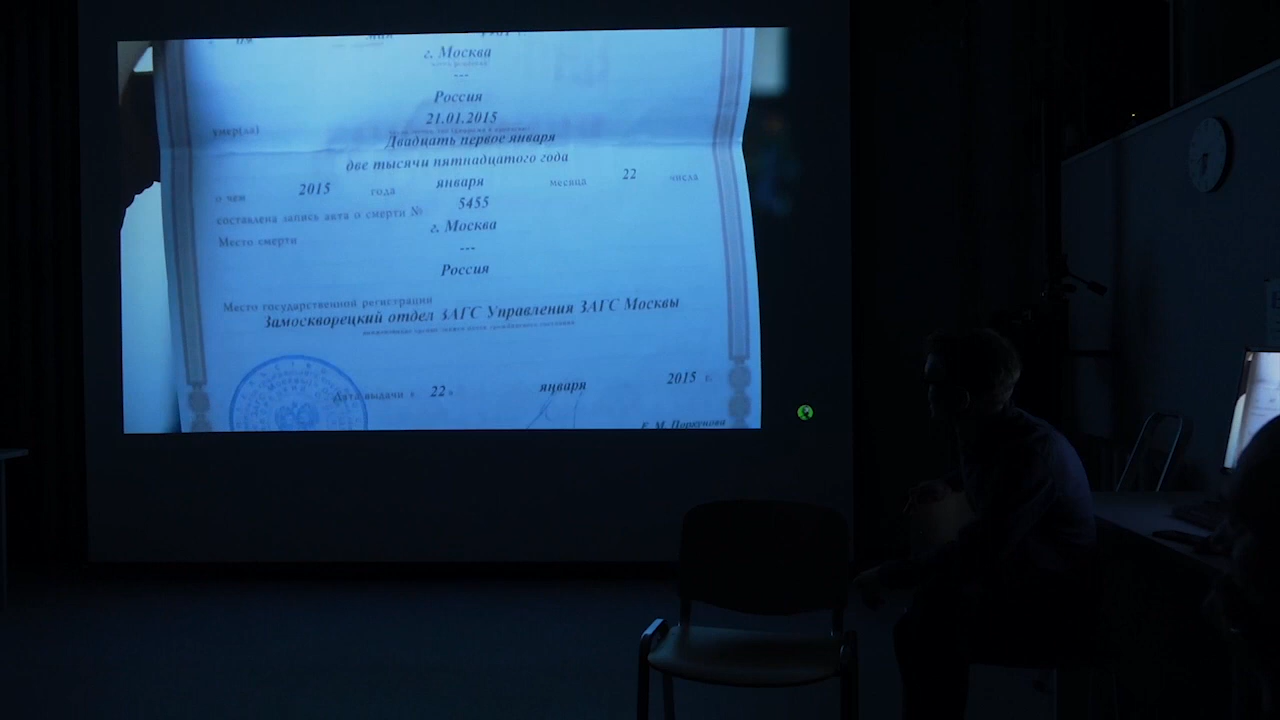 г. Москва
---
Россия
умер(ла) 21.01.2015
Двадцать первое января
две тысячи пятнадцатого года
о чем 2015 года января месяца 22 числа
составлена запись акта о смерти № 5455
Место смерти г. Москва
---
Россия
Место государственной регистрации
Замоскворецкий отдел ЗАГС Управления ЗАГС Москвы
Дата выдачи « 22 » января 2015 г.
Е. М. Поркунова